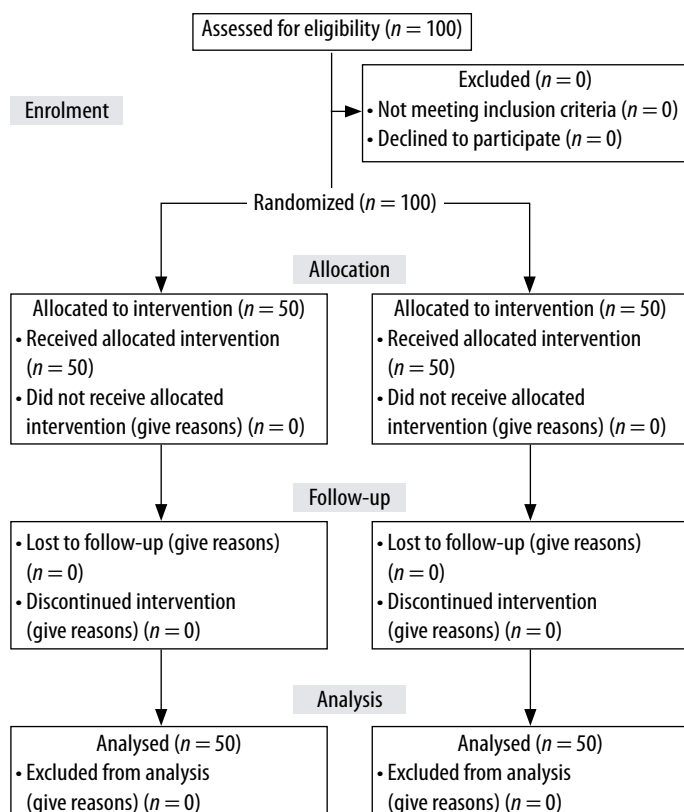 Assessed for eligibility (n = 100)
Excluded (n = 0)
• Not meeting inclusion criteria (n = 0)
• Declined to participate (n = 0)
Enrolment
Randomized (n = 100)
Allocation
Allocated to intervention (n = 50)
• Received allocated intervention
(n = 50)
• Did not receive allocated
intervention (give reasons) (n = 0)
Allocated to intervention (n = 50)
• Received allocated intervention
(n = 50)
• Did not receive allocated
intervention (give reasons) (n = 0)
Follow-up
• Lost to follow-up (give reasons)
(n = 0)
• Discontinued intervention
(give reasons) (n = 0)
• Lost to follow-up (give reasons)
(n = 0)
• Discontinued intervention
(give reasons) (n = 0)
Analysis
Analysed (n = 50)
• Excluded from analysis
(give reasons) (n = 0)
Analysed (n = 50)
• Excluded from analysis
(give reasons) (n = 0)